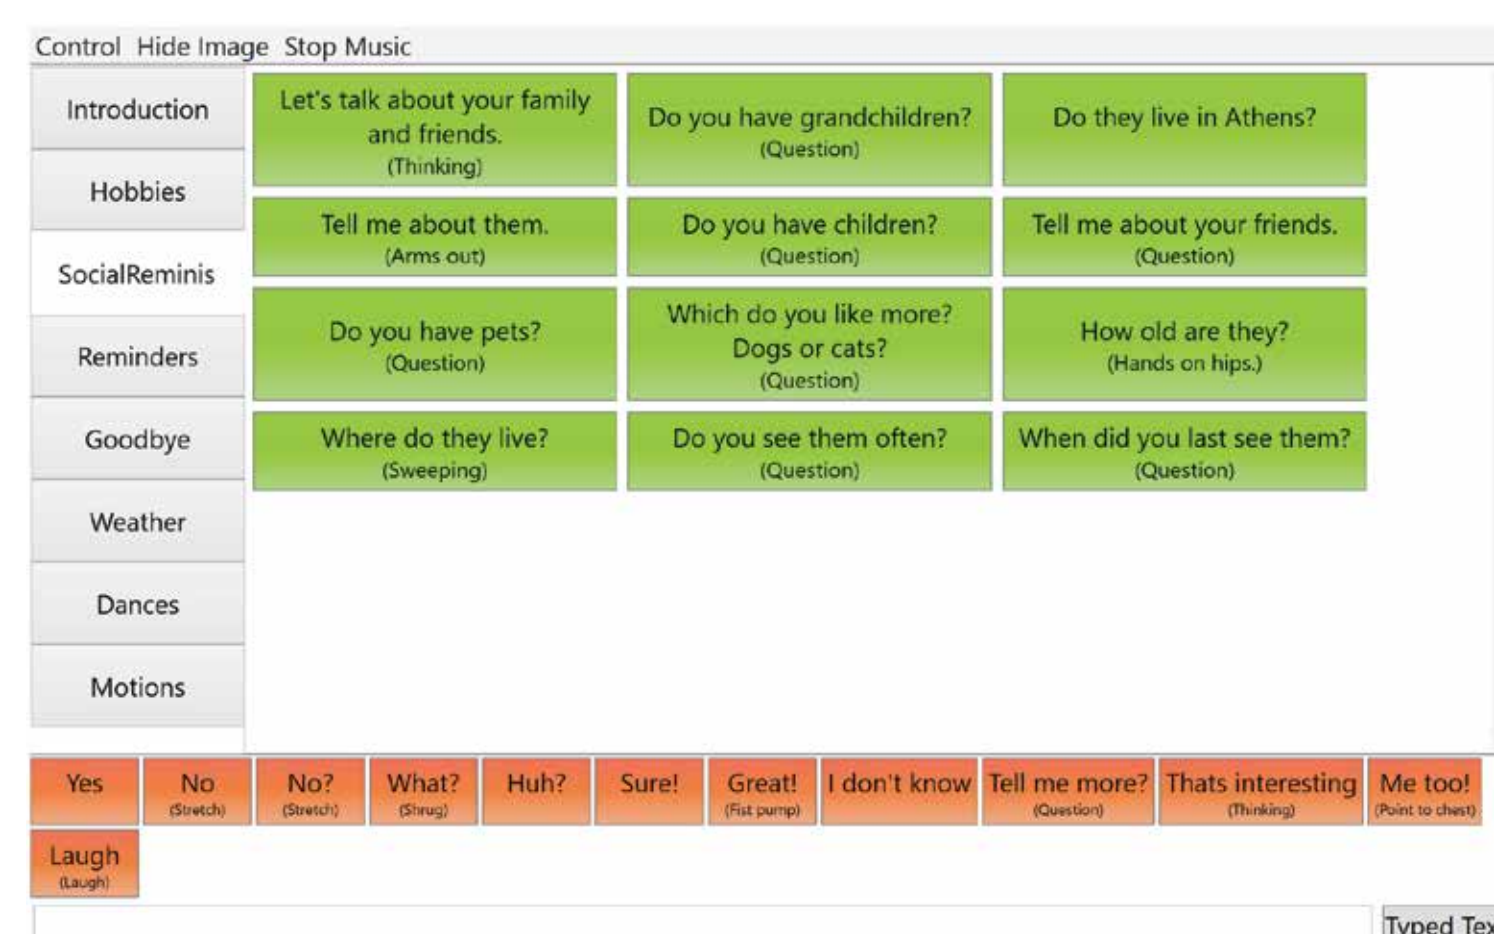 Control Hide Image Stop Music
Introduction
Hobbies
SocialReminis
Reminders
Goodbye
Weather
Dances
Motions
Let's talk about your family
and friends.
(Thinking)
Do you have grandchildren?
(Question)
Do they live in Athens?
Tell me about them.
(Arms out)
Do you have children?
(Question)
Tell me about your friends.
(Question)
Do you have pets?
(Question)
Which do you like more?
Dogs or cats?
(Question)
How old are they?
(Hands on hips.)
Where do they live?
(Sweeping)
Do you see them often?
(Question)
When did you last see them?
(Question)
Yes
No
(Stretch)
No?
(Stretch)
What?
(Shrug)
Huh?
Sure!
Great!
(Fist pump)
I don't know
Tell me more?
(Question)
Thats interesting
(Thinking)
Me too!
(Point to chest)
Laugh
(Laugh)
Typed Tex